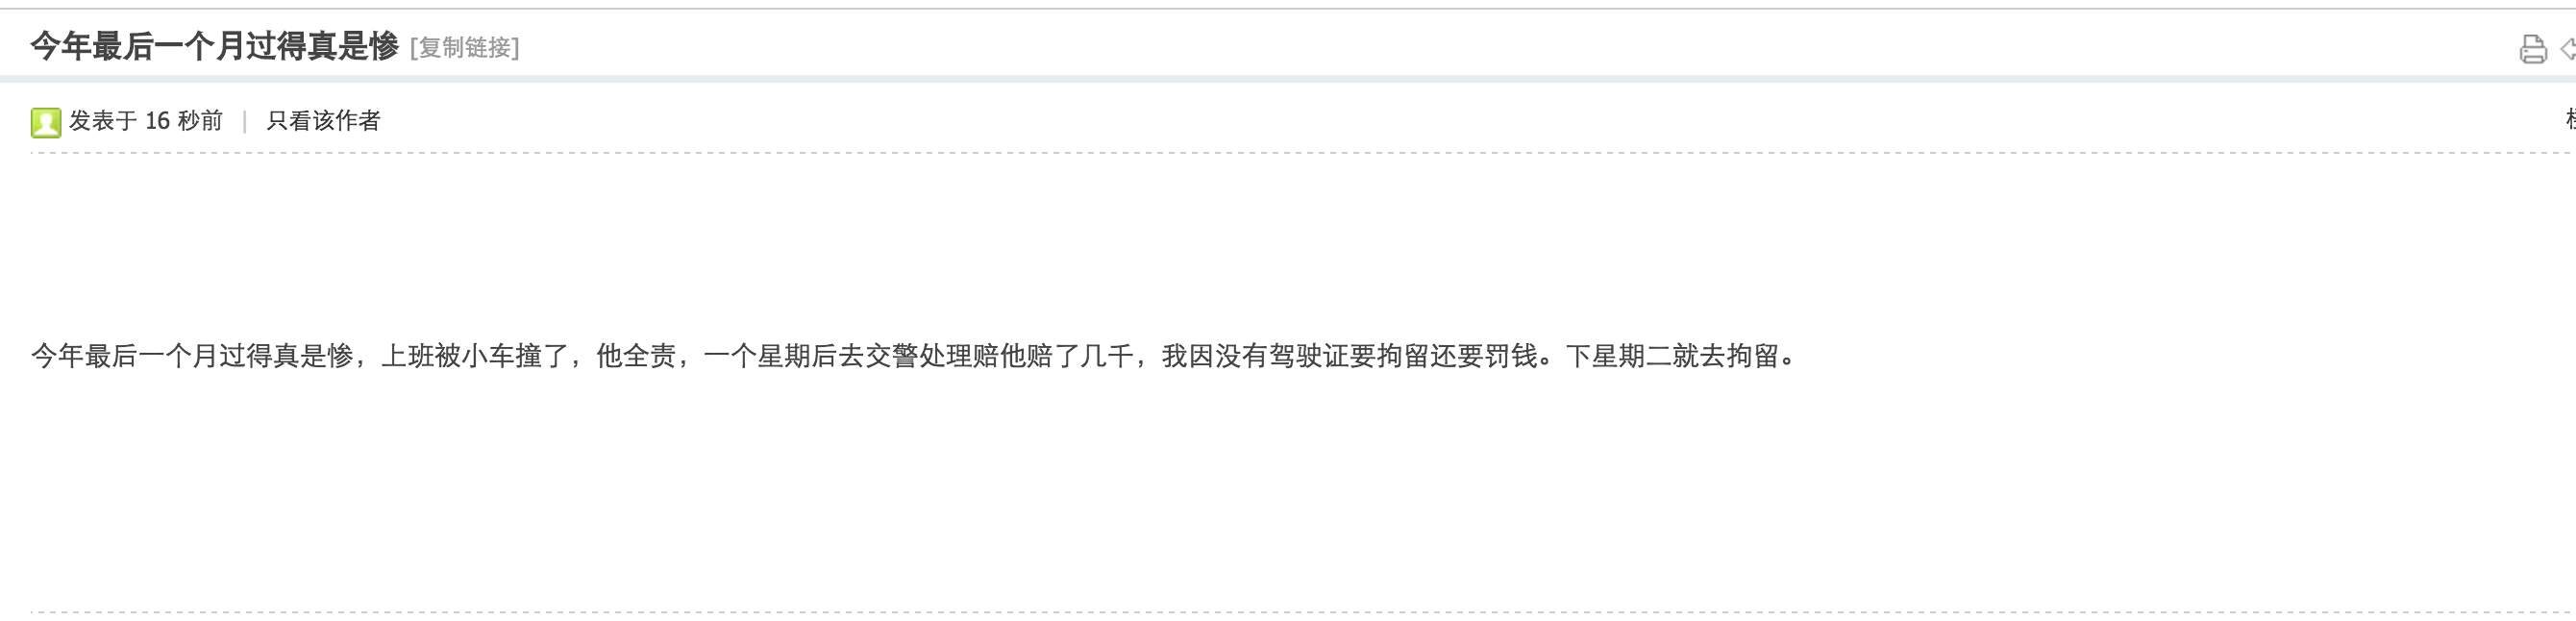 今年最后一个月过得真是惨 [复制链接]
发表于 16 秒前 | 只看该作者
今年最后一个月过得真是惨，上班被小车撞了，他全责，一个星期后去交警处理赔他赔了几千，我因没有驾驶证要拘留还要罚钱。下星期二就去拘留。